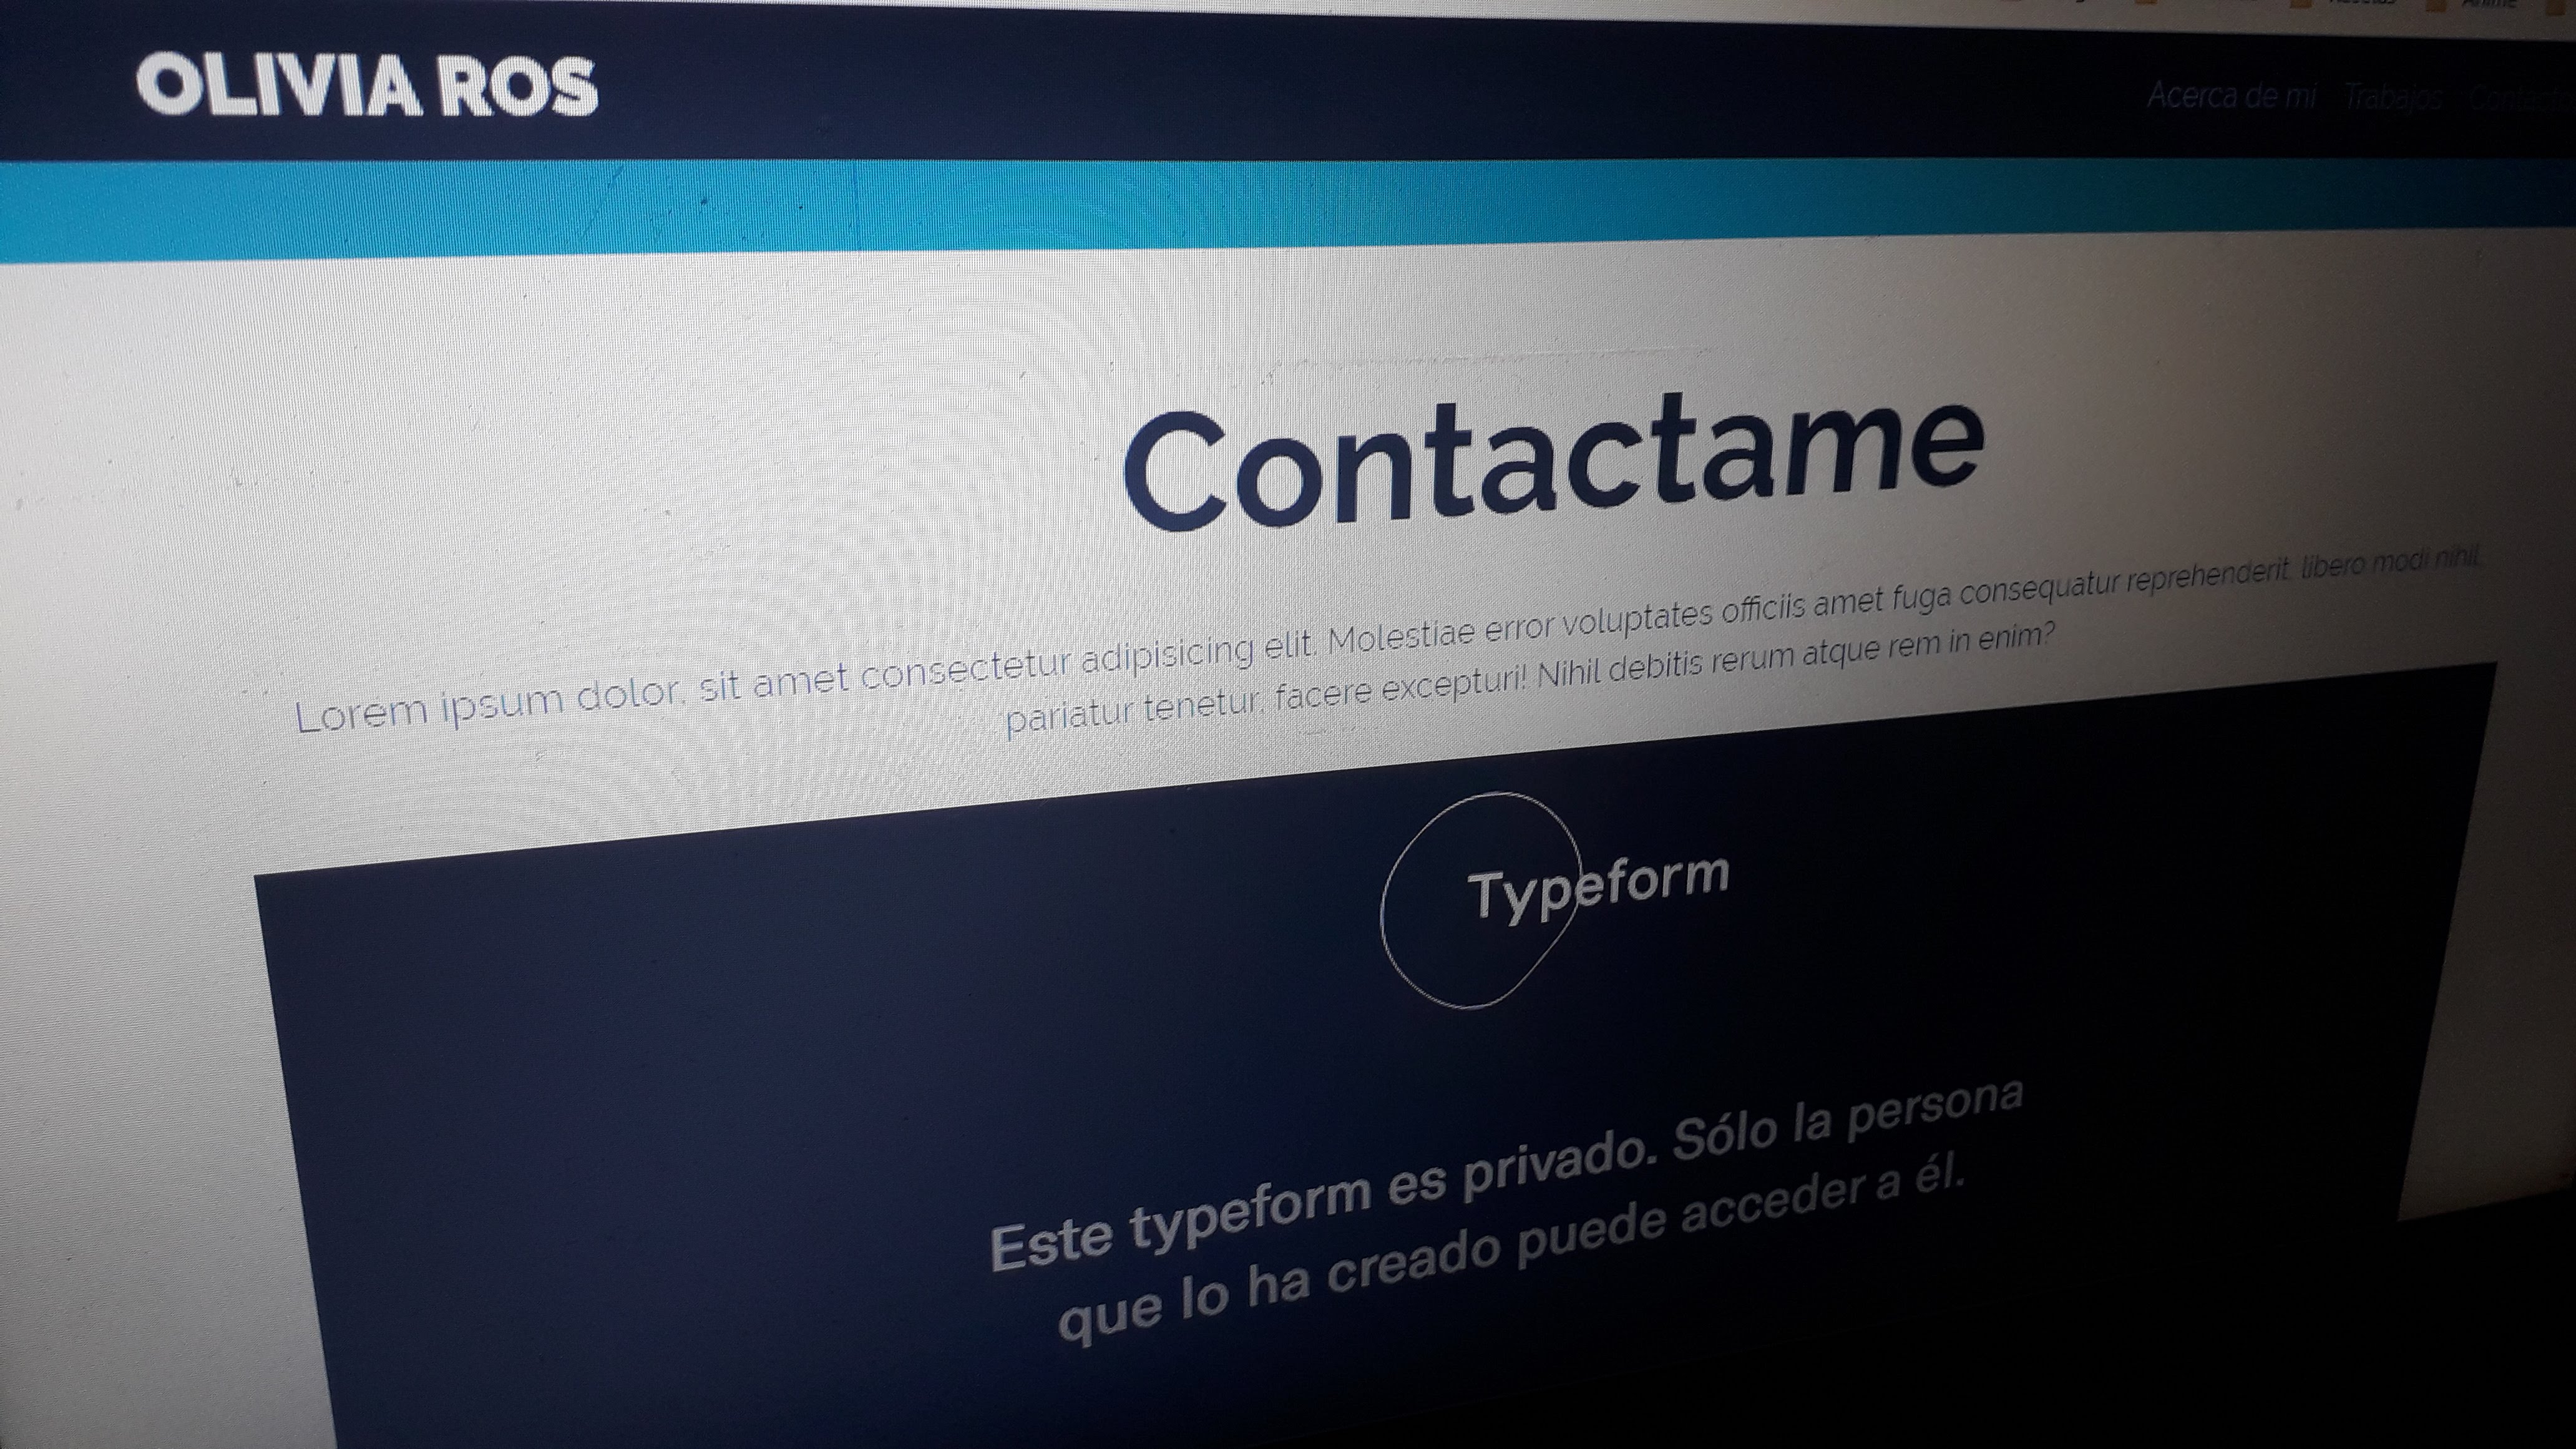 OLIVIA ROS
Acerca de mi Trabajos
Contactame
Lorem ipsum dolor, sit amet consectetur adipisicing elit. Molestiae error voluptates officiis amet fuga consequatur reprehenderit, libero modi nihil,
pariatur tenetur, facere excepturi! Nihil debitis rerum atque rem in enim?
Typeform
Este typeform es privado. Sólo la persona
que lo ha creado puede acceder a él.